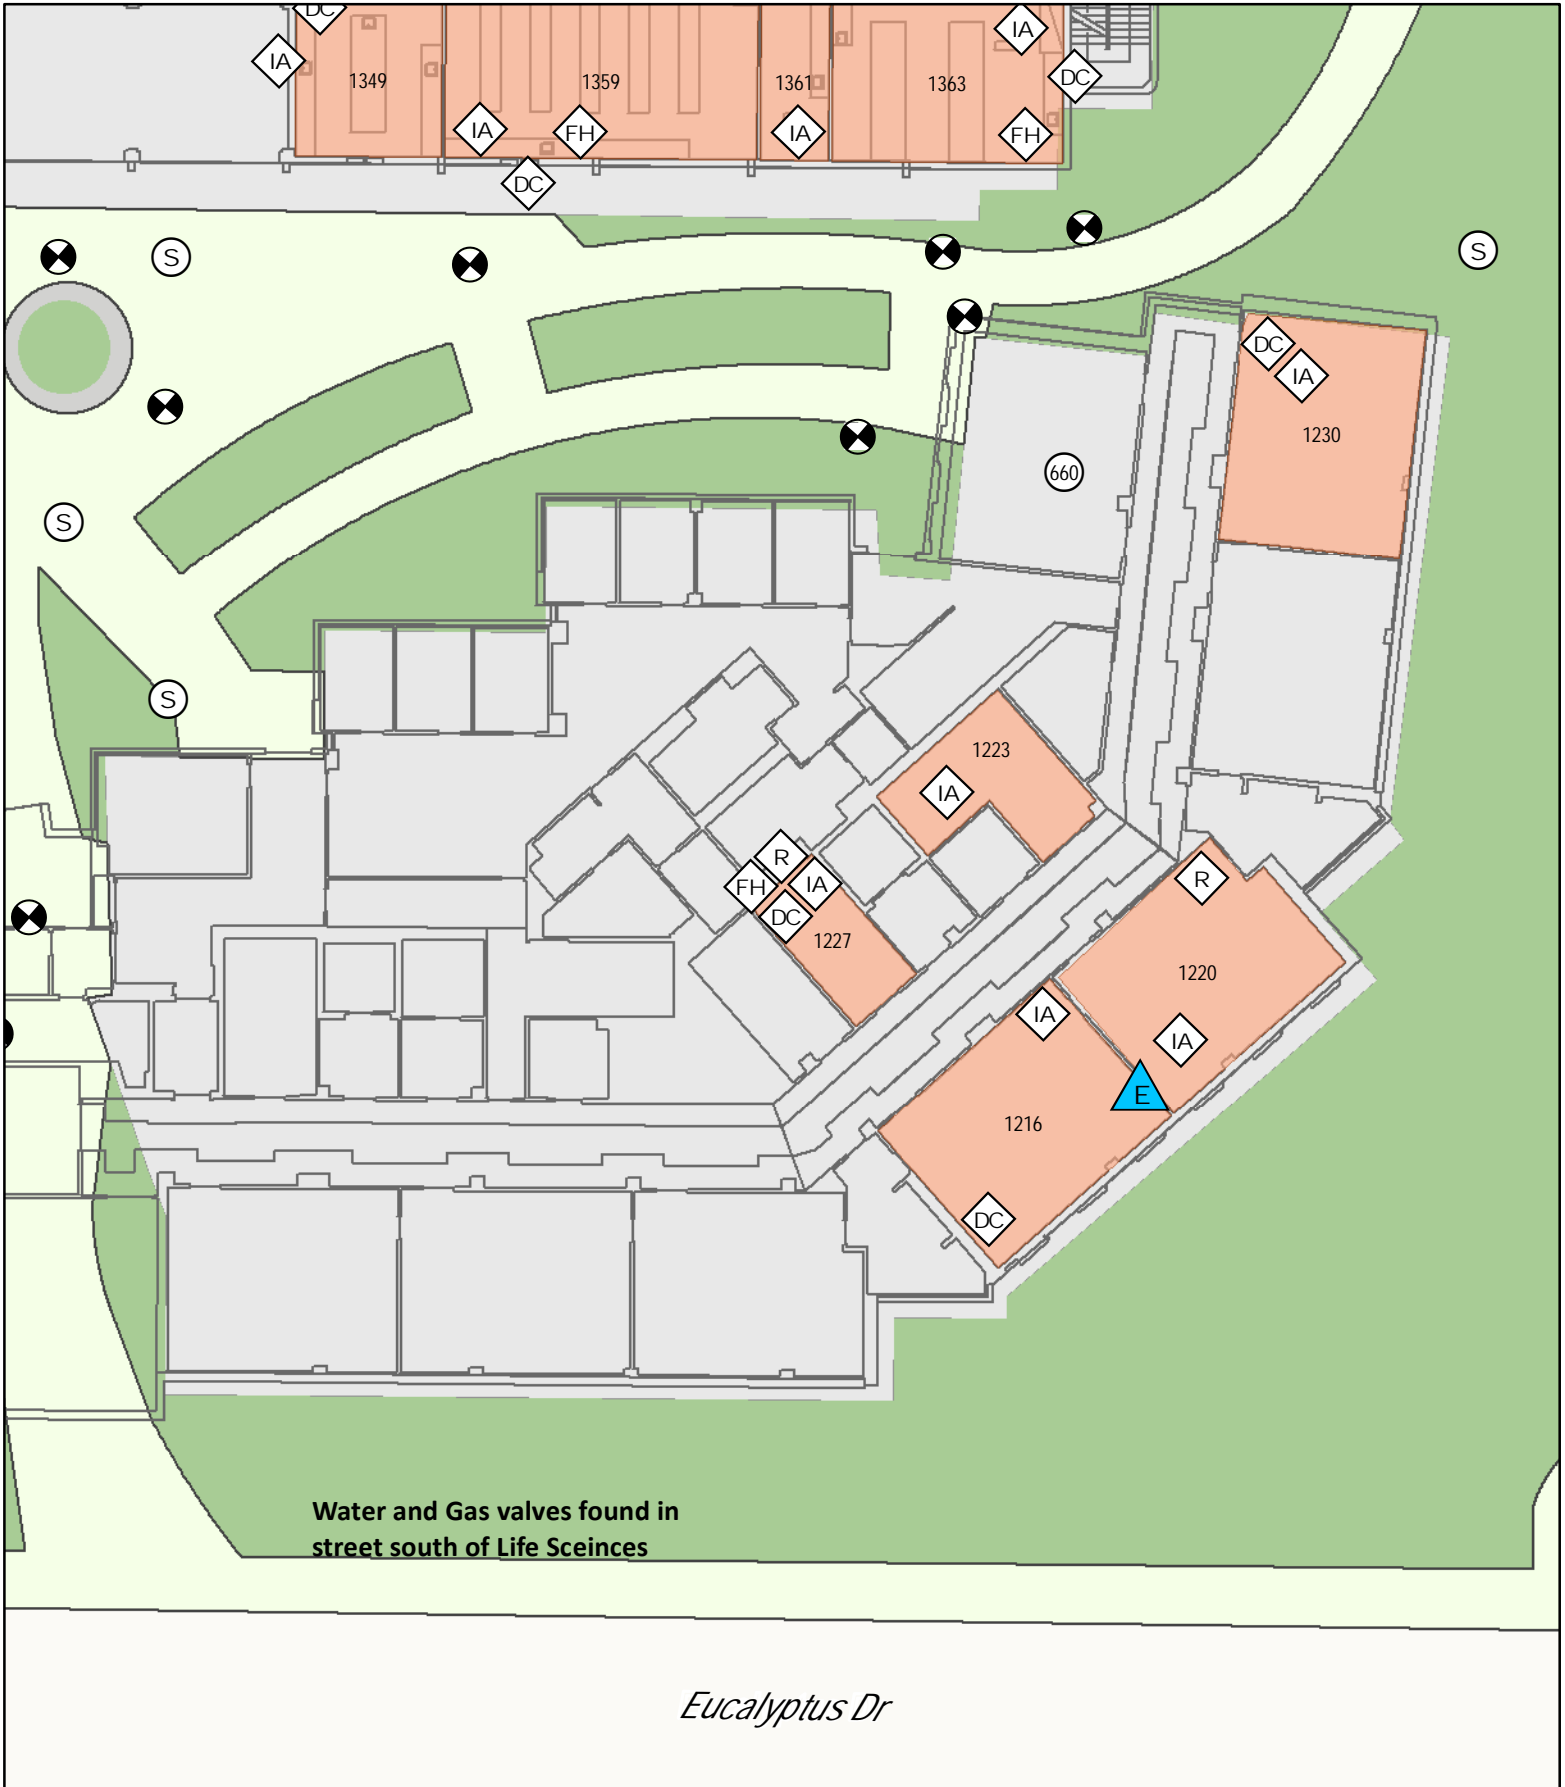 DC
IA
IA
1349
1359
1361
1363
DC
IA
FH
IA
FH
DC
S
S
DC
IA
1230
660
S
S
1223
IA
R
FH
IA
DC
1227
R
1220
IA
IA
E
1216
DC
Water and Gas valves found in
street south of Life Sceinces
Eucalyptus Dr